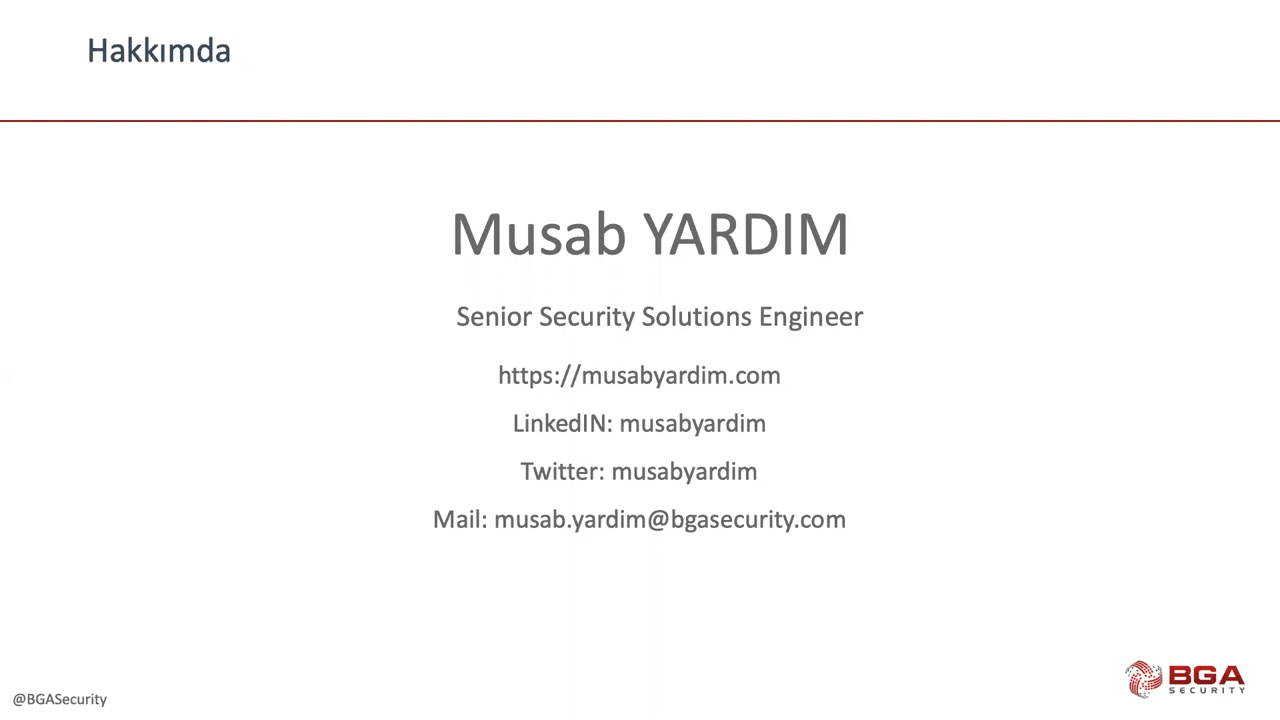 Hakkımda
Musab YARDIM
Senior Security Solutions Engineer
https://musabyardim.com
LinkedIN: musabyardim
Twitter: musabyardim
Mail: musab.yardim@bgasecurity.com
@BGASecurity
BGA
SECURITY